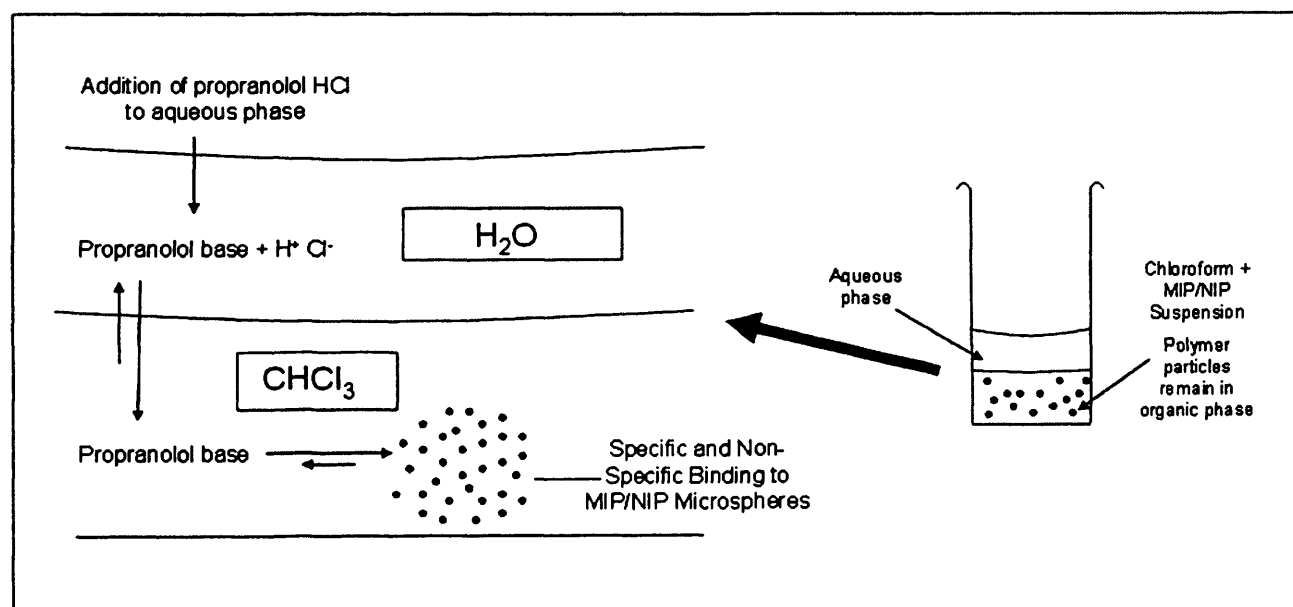 Addition of propranolol HCl
to aqueous phase
H₂O
Propranolol base + H⁺ Cl⁻
CHCl₃
Propranolol base
Specific and Non-
Specific Binding to
MIP/NIP Microspheres
Aqueous
phase
Chloroform +
MIP/NIP
Suspension
Polymer
particles
remain in
organic phase